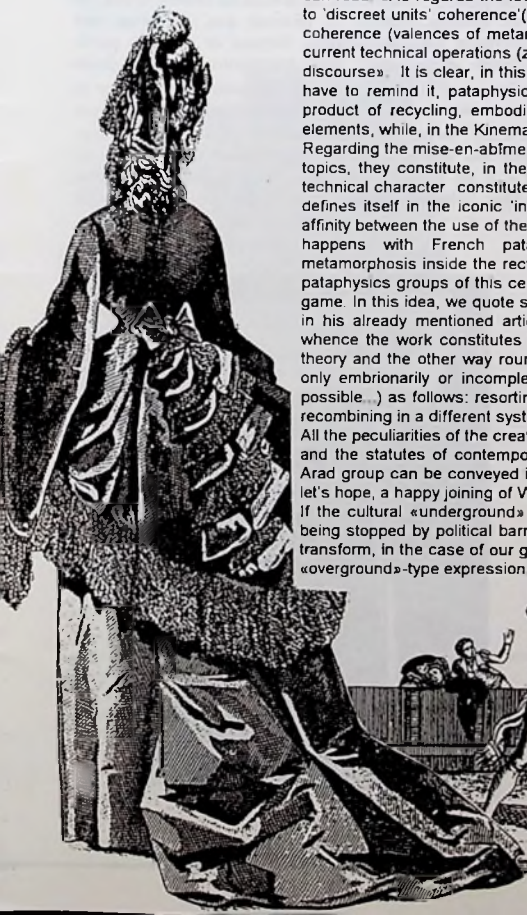 to 'discreet units' coherence'(
coherence (valences of metar
current technical operations (z
discourse». It is clear, in this
have to remind it, pataphysic
product of recycling, embodi
elements, while, in the Kinema
Regarding the mise-en-abîme
topics, they constitute, in the
technical character constitute
defines itself in the iconic 'in
affinity between the use of the
happens with French pat
metamorphosis inside the rect
pataphysics groups of this ce
game. In this idea, we quote s
in his already mentioned artic
whence the work constitutes
theory and the other way roun
only embrionarily or incomple
possible...) as follows: resortin
recombining in a different syst
All the peculiarities of the creat
and the statutes of contempo
Arad group can be conveyed i
let's hope, a happy joining of V
If the cultural «underground»
being stopped by political barr
transform, in the case of our g
«overground»-type expression.